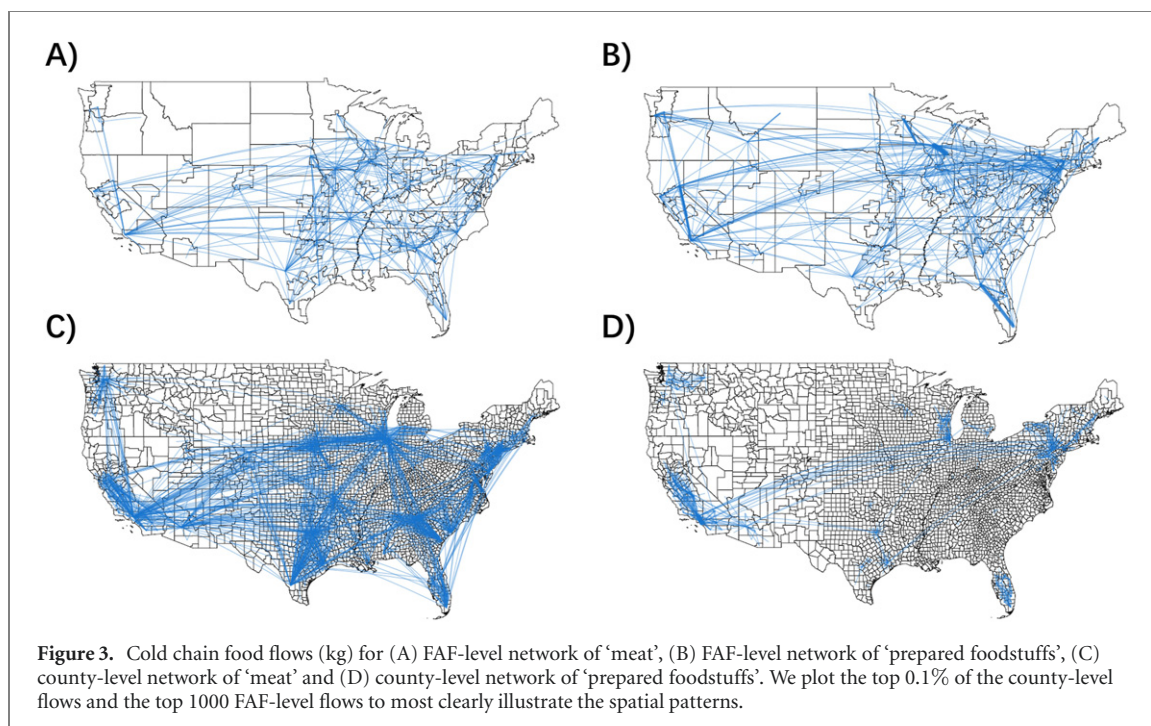 A)
B)
C)
D)
Figure 3. Cold chain food flows (kg) for (A) FAF-level network of ‘meat’, (B) FAF-level network of ‘prepared foodstuffs’, (C)
county-level network of ‘meat’ and (D) county-level network of ‘prepared foodstuffs’. We plot the top 0.1% of the county-level
flows and the top 1000 FAF-level flows to most clearly illustrate the spatial patterns.